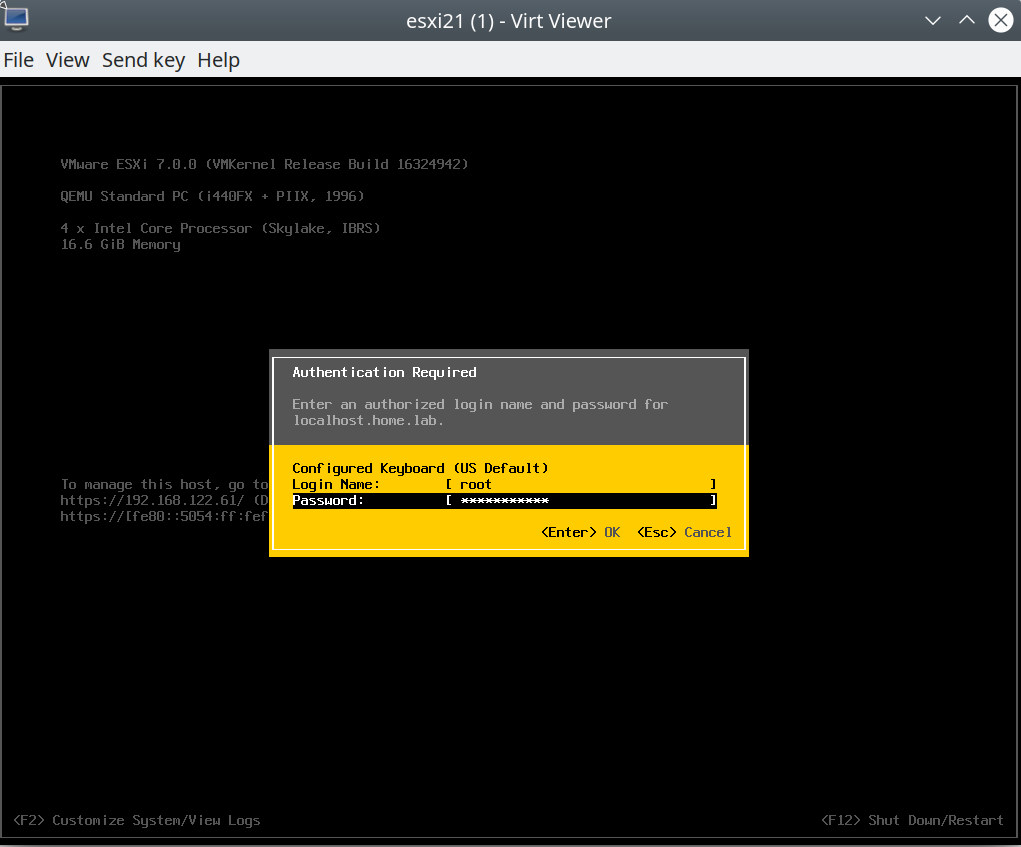 esxi21 (1) - Virt Viewer
File View Send key Help
VMware ESXi 7.0.0 (VMKernel Release Build 16324942)
QEMU Standard PC (i440FX + PIIX, 1996)
4 x Intel Core Processor (Skylake, IBRS)
16.6 GiB Memory
Authentication Required
Enter an authorized login name and password for
localhost.home.lab.
Configured Keyboard (US Default)
Login Name: [ root ]
Password: [ *********** ]
<Enter> OK <Esc> Cancel
To manage this host, go to
https://192.168.122.61/ (D
https://[fe80::5054:ff:fef
<F2> Customize System/View Logs
<F12> Shut Down/Restart